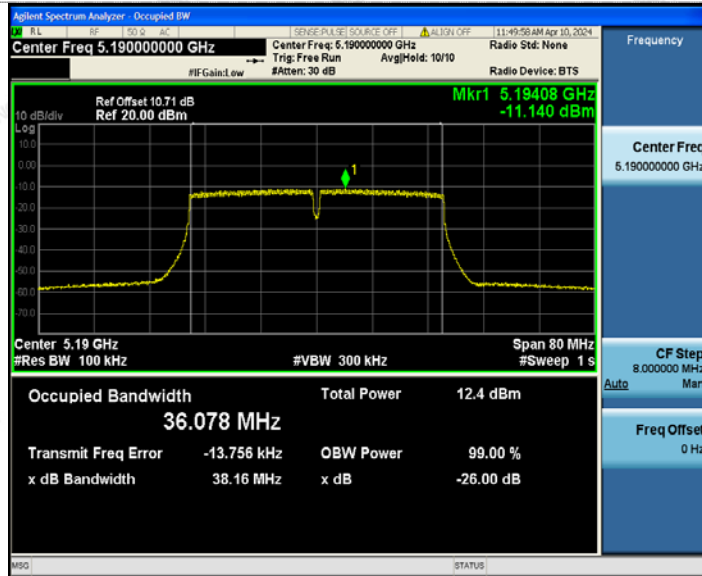 Agilent Spectrum Analyzer - Occupied BW
RL RF 50 Ω AC SENSE:PULSE SOURCE OFF ALIGN OFF 11:49:58 AM Apr 10, 2024
Center Freq 5.190000000 GHz
Center Freq: 5.190000000 GHz
Radio Std: None
Trig: Free Run Avg|Hold: 10/10
#IFGain:Low #Atten: 30 dB Radio Device: BTS
Frequency
Mkr1 5.19408 GHz
-11.140 dBm
Ref Offset 10.71 dB
10 dB/div Ref 20.00 dBm
Log
10.0
0.00
-10.0
-20.0
-30.0
-40.0
-50.0
-60.0
-70.0
1
Center Freq
5.190000000 GHz
Center 5.19 GHz Span 80 MHz
#Res BW 100 kHz #VBW 300 kHz #Sweep 1 s
CF Step
8.000000 MHz
Auto Man
Occupied Bandwidth Total Power 12.4 dBm
36.078 MHz
Transmit Freq Error -13.756 kHz OBW Power 99.00 %
x dB Bandwidth 38.16 MHz x dB -26.00 dB
Freq Offset
0 Hz
MSG STATUS